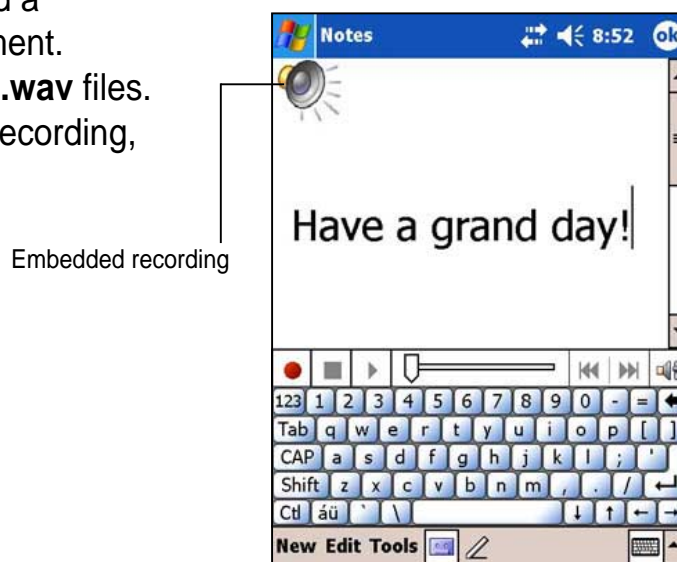 ment.
.wav files.
ecording,
Embedded recording
Notes 8:52 ok
Have a grand day!
123 1 2 3 4 5 6 7 8 9 0 - =
Tab q w e r t y u i o p [ ]
CAP a s d f g h j k l ; '
Shift z x c v b n m , . /
Ctl áü ` \
New Edit Tools